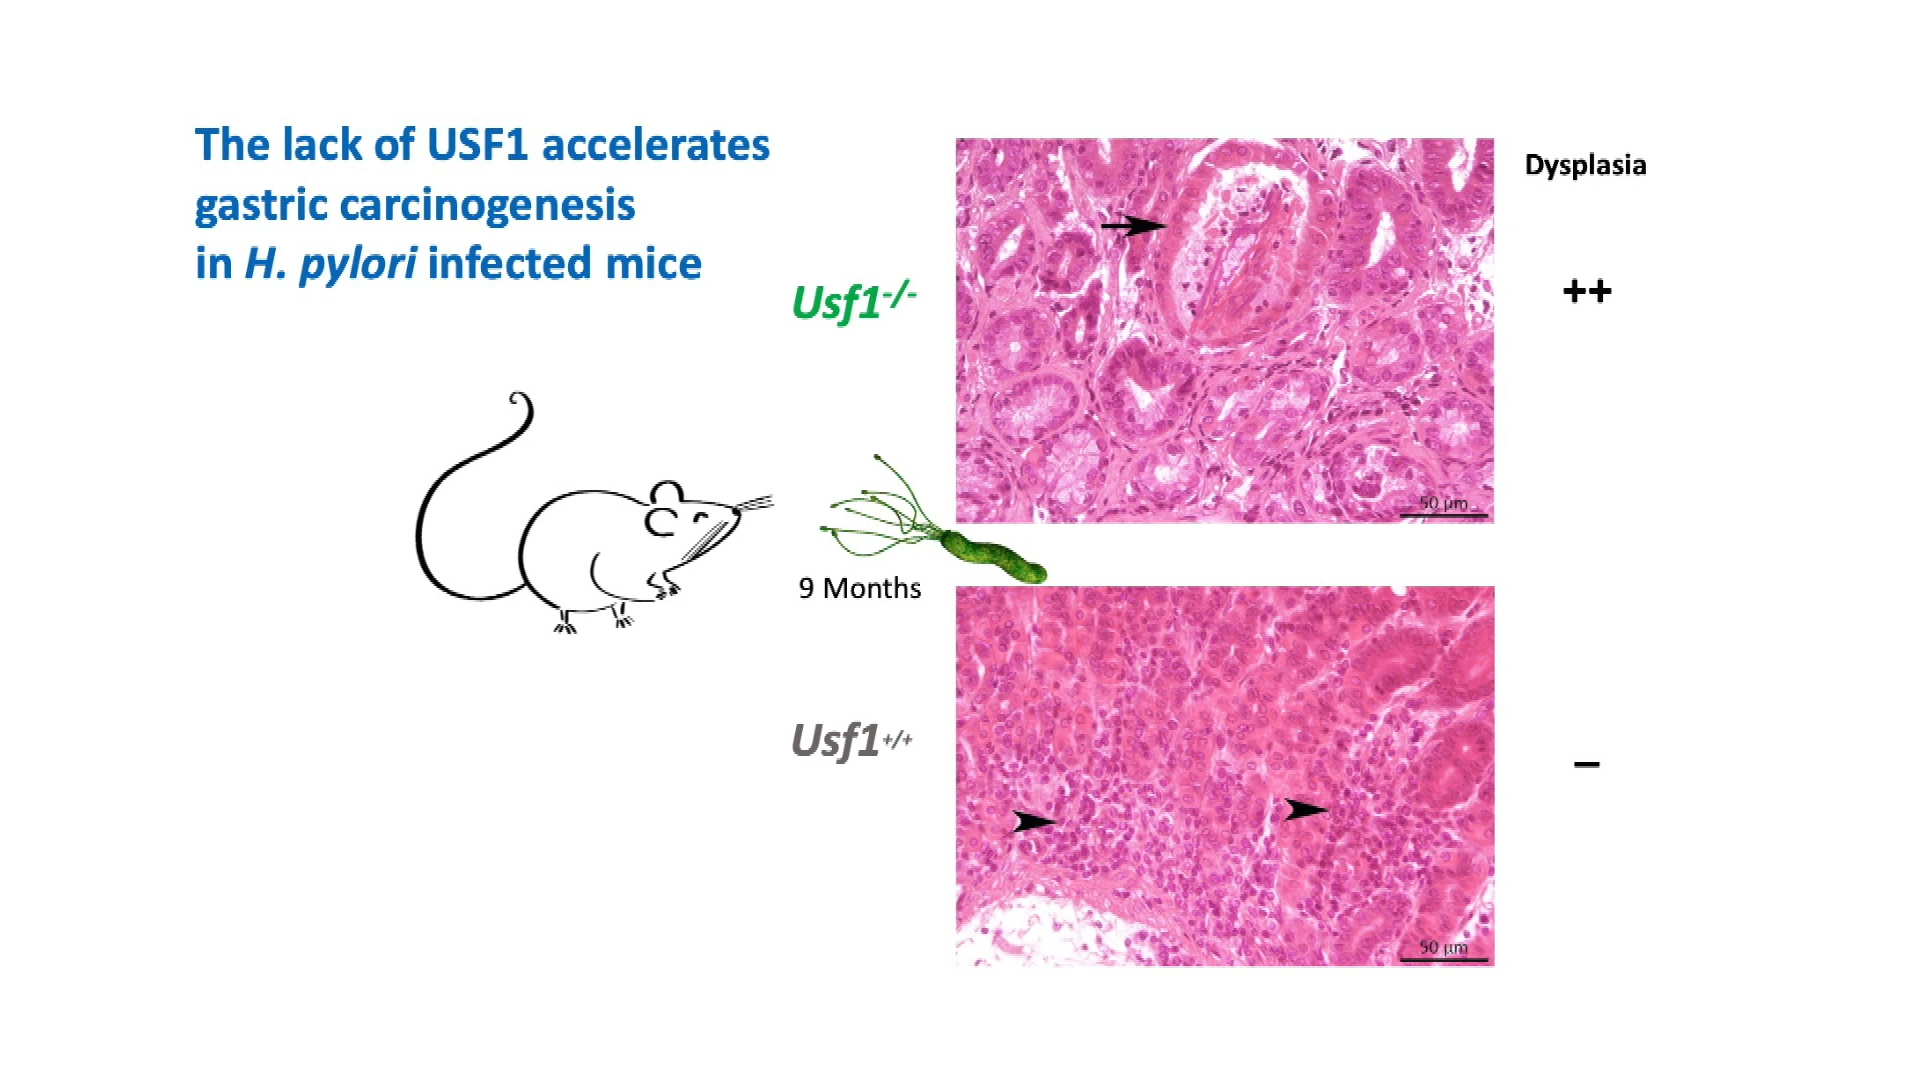 The lack of USF1 accelerates
gastric carcinogenesis
in H. pylori infected mice
Dysplasia
Usf1-/-
++
50 µm
9 Months
Usf1+/+
–
50 µm